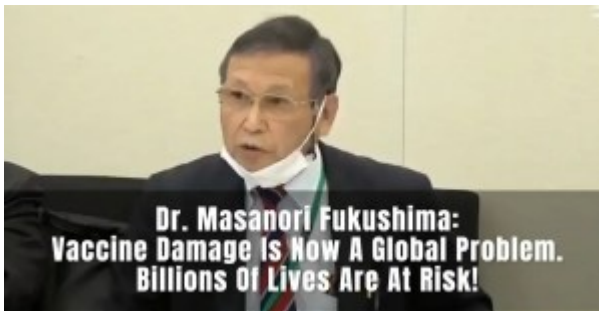 Dr. Masanori Fukushima:
Vaccine Damage Is Now A Global Problem.
Billions Of Lives Are At Risk!